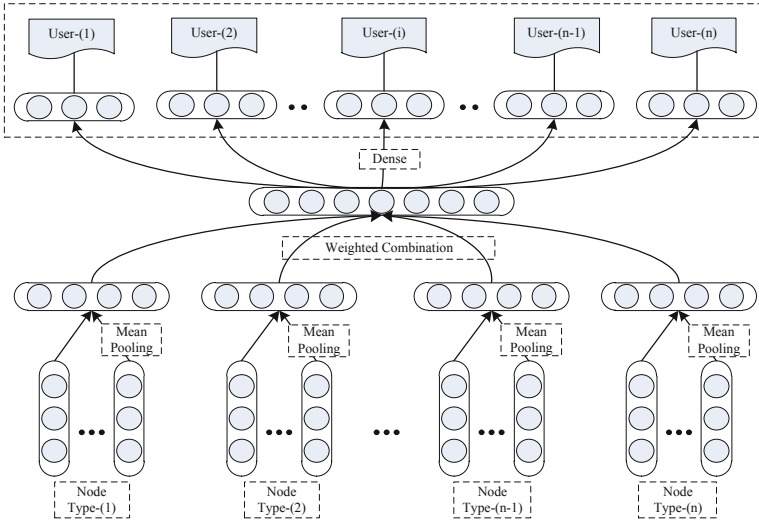 User-(1)
User-(2)
User-(i)
User-(n-1)
User-(n)
Dense
Weighted Combination
Mean
Pooling
Mean
Pooling
Mean
Pooling
Mean
Pooling
Node
Type-(1)
Node
Type-(2)
Node
Type-(n-1)
Node
Type-(n)